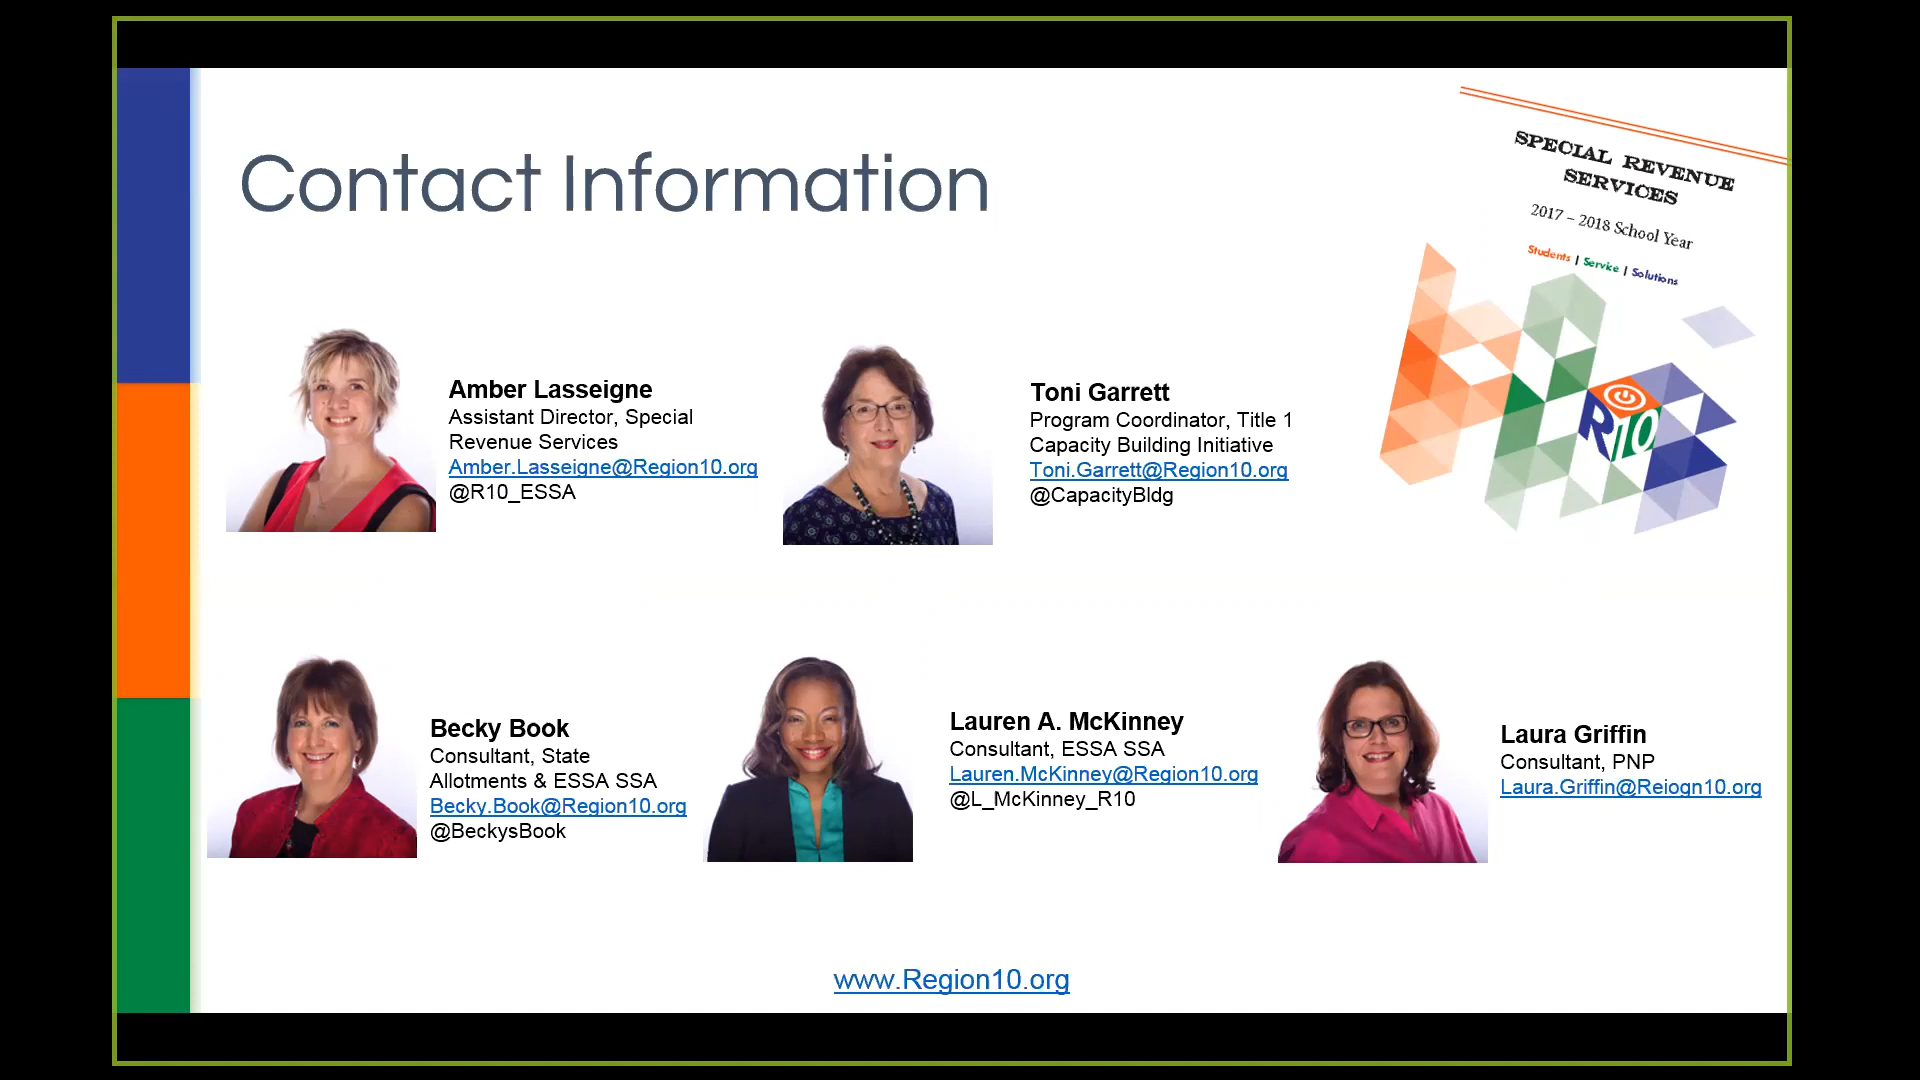 Contact Information
SPECIAL REVENUE
SERVICES
2017 – 2018 School Year
Students | Service | Solutions
R10
Amber Lasseigne
Assistant Director, Special
Revenue Services
Amber.Lasseigne@Region10.org
@R10_ESSA
Toni Garrett
Program Coordinator, Title 1
Capacity Building Initiative
Toni.Garrett@Region10.org
@CapacityBldg
Becky Book
Consultant, State
Allotments & ESSA SSA
Becky.Book@Region10.org
@BeckysBook
Lauren A. McKinney
Consultant, ESSA SSA
Lauren.McKinney@Region10.org
@L_McKinney_R10
Laura Griffin
Consultant, PNP
Laura.Griffin@Reiogn10.org
www.Region10.org